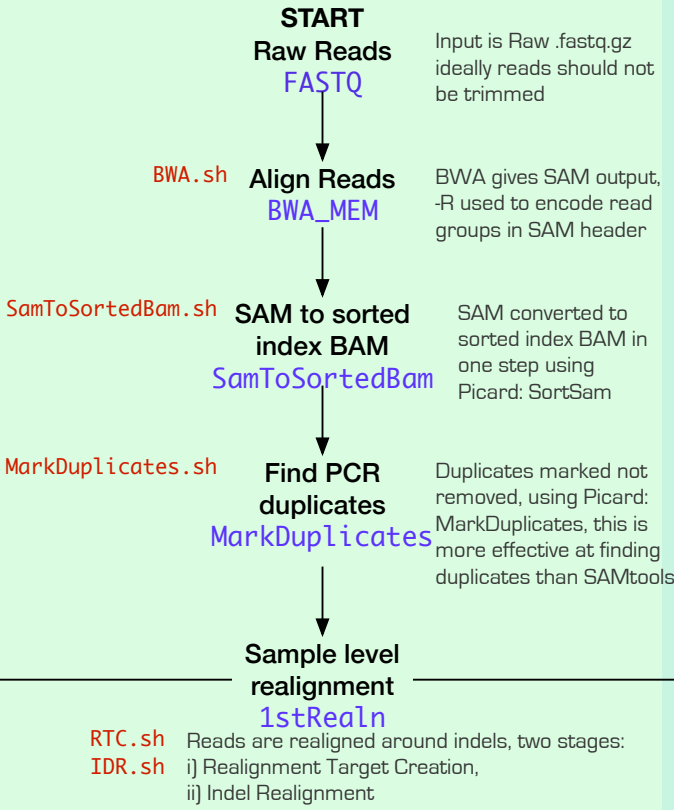 START
Raw Reads
FASTQ
Input is Raw .fastq.gz
ideally reads should not
be trimmed
BWA.sh
Align Reads
BWA_MEM
BWA gives SAM output,
-R used to encode read
groups in SAM header
SamToSortedBam.sh
SAM to sorted
index BAM
SamToSortedBam
SAM converted to
sorted index BAM in
one step using
Picard: SortSam
MarkDuplicates.sh
Find PCR
duplicates
MarkDuplicates
Duplicates marked not
removed, using Picard:
MarkDuplicates, this is
more effective at finding
duplicates than SAMtools
Sample level
realignment
1stRealn
RTC.sh
IDR.sh
Reads are realigned around indels, two stages:
i) Realignment Target Creation,
ii) Indel Realignment